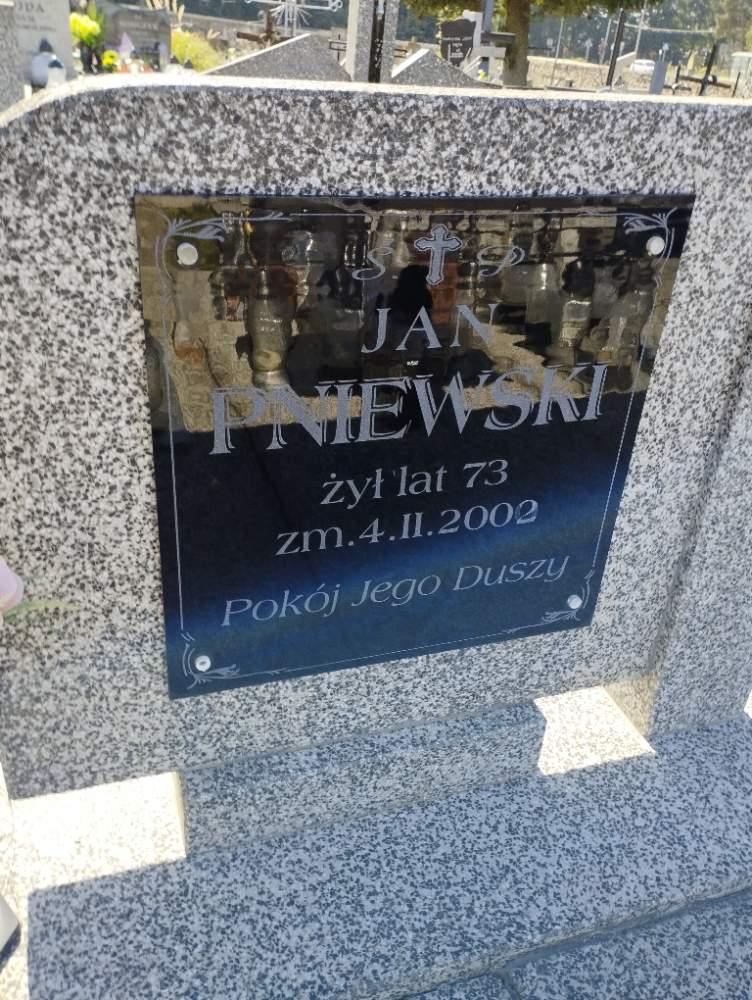 S P
JAN
PNIEWSKI
żył lat 73
zm.4.II.2002
Pokój Jego Duszy